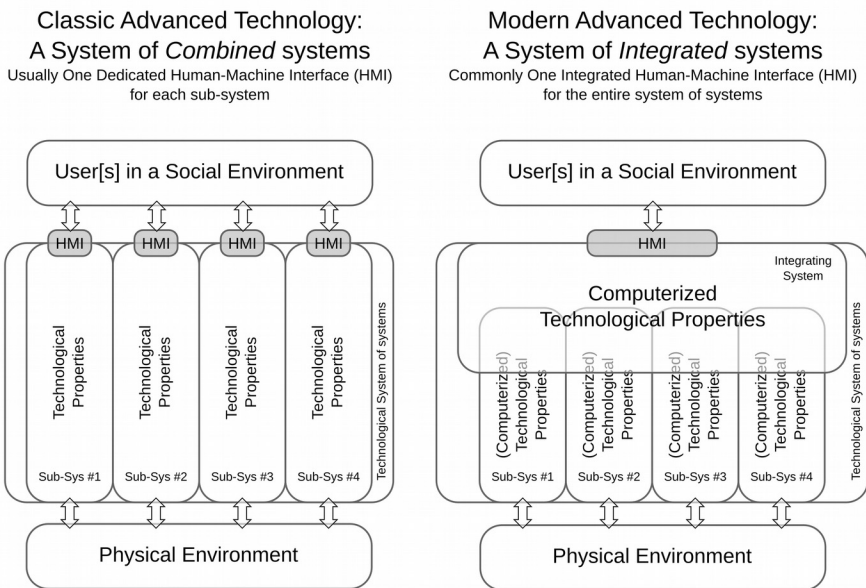 Classic Advanced Technology:
A System of Combined systems
Usually One Dedicated Human-Machine Interface (HMI)
for each sub-system
User[s] in a Social Environment
HMI
HMI
HMI
HMI
Technological
Properties
Technological
Properties
Technological
Properties
Technological
Properties
Technological System of systems
Sub-Sys #1
Sub-Sys #2
Sub-Sys #3
Sub-Sys #4
Physical Environment
Modern Advanced Technology:
A System of Integrated systems
Commonly One Integrated Human-Machine Interface (HMI)
for the entire system of systems
User[s] in a Social Environment
HMI
Integrating
System
Computerized
Technological Properties
(Computerized)
Technological
Properties
(Computerized)
Technological
Properties
(Computerized)
Technological
Properties
(Computerized)
Technological
Properties
Technological System of systems
Sub-Sys #1
Sub-Sys #2
Sub-Sys #3
Sub-Sys #4
Physical Environment